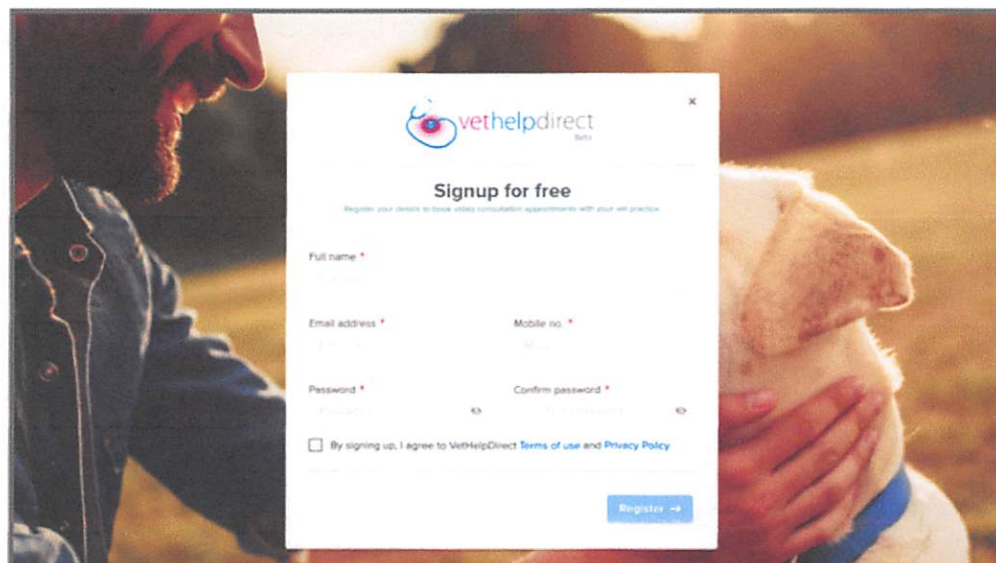 vethelpdirect
Beta
Signup for free
Register your details to book video consultation appointments with your vet practice
Full name *
Email address * Mobile no. *
Password * Confirm password *
By signing up, I agree to VetHelpDirect Terms of use and Privacy Policy
Register →